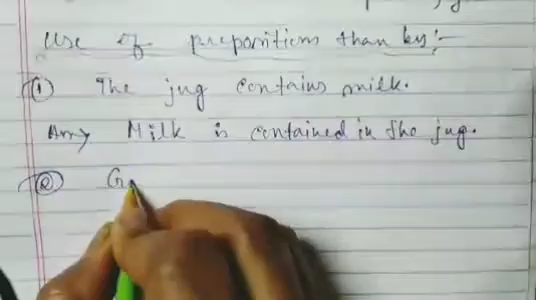 Use of prepositions than by :-
① The jug contains milk.
Ans Milk is contained in the jug.
② G